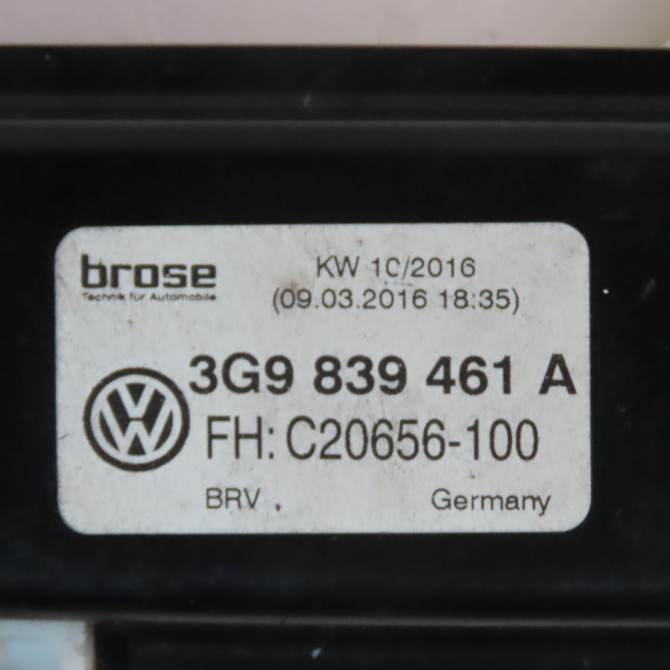 brose
Technik für Automobile
KW 10/2016
(09.03.2016 18:35)
3G9 839 461 A
FH: C20656-100
BRV
Germany